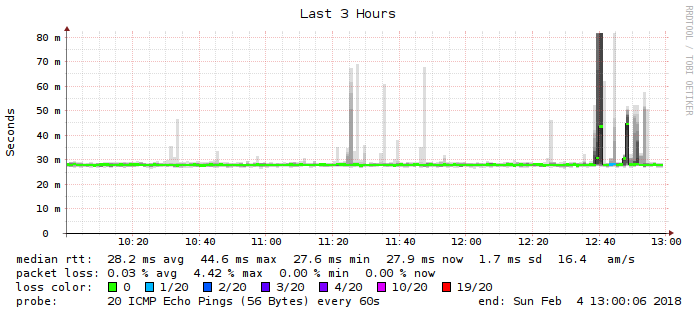 Last 3 Hours
RRDTOOL / TOBI OETIKER
Seconds
80 m
70 m
60 m
50 m
40 m
30 m
20 m
10 m
0
10:20 10:40 11:00 11:20 11:40 12:00 12:20 12:40 13:00
median rtt: 28.2 ms avg 44.6 ms max 27.6 ms min 27.9 ms now 1.7 ms sd 16.4 am/s
packet loss: 0.03 % avg 4.42 % max 0.00 % min 0.00 % now
loss color: 0 1/20 2/20 3/20 4/20 10/20 19/20
probe: 20 ICMP Echo Pings (56 Bytes) every 60s end: Sun Feb 4 13:00:06 2018